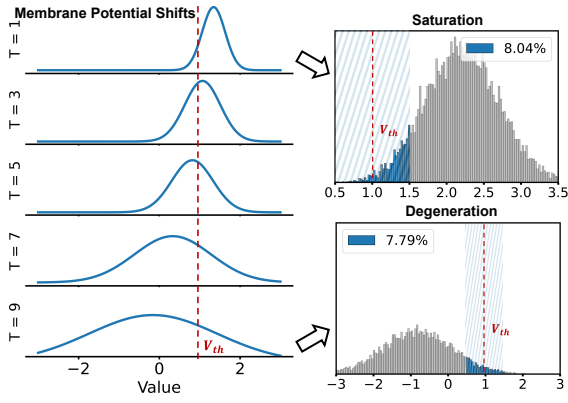 Membrane Potential Shifts
T = 1
T = 3
T = 5
T = 7
T = 9
V_th
−2 0 2
Value
Saturation
8.04%
V_th
0.5 1.0 1.5 2.0 2.5 3.0 3.5
Degeneration
7.79%
V_th
−3 −2 −1 0 1 2 3